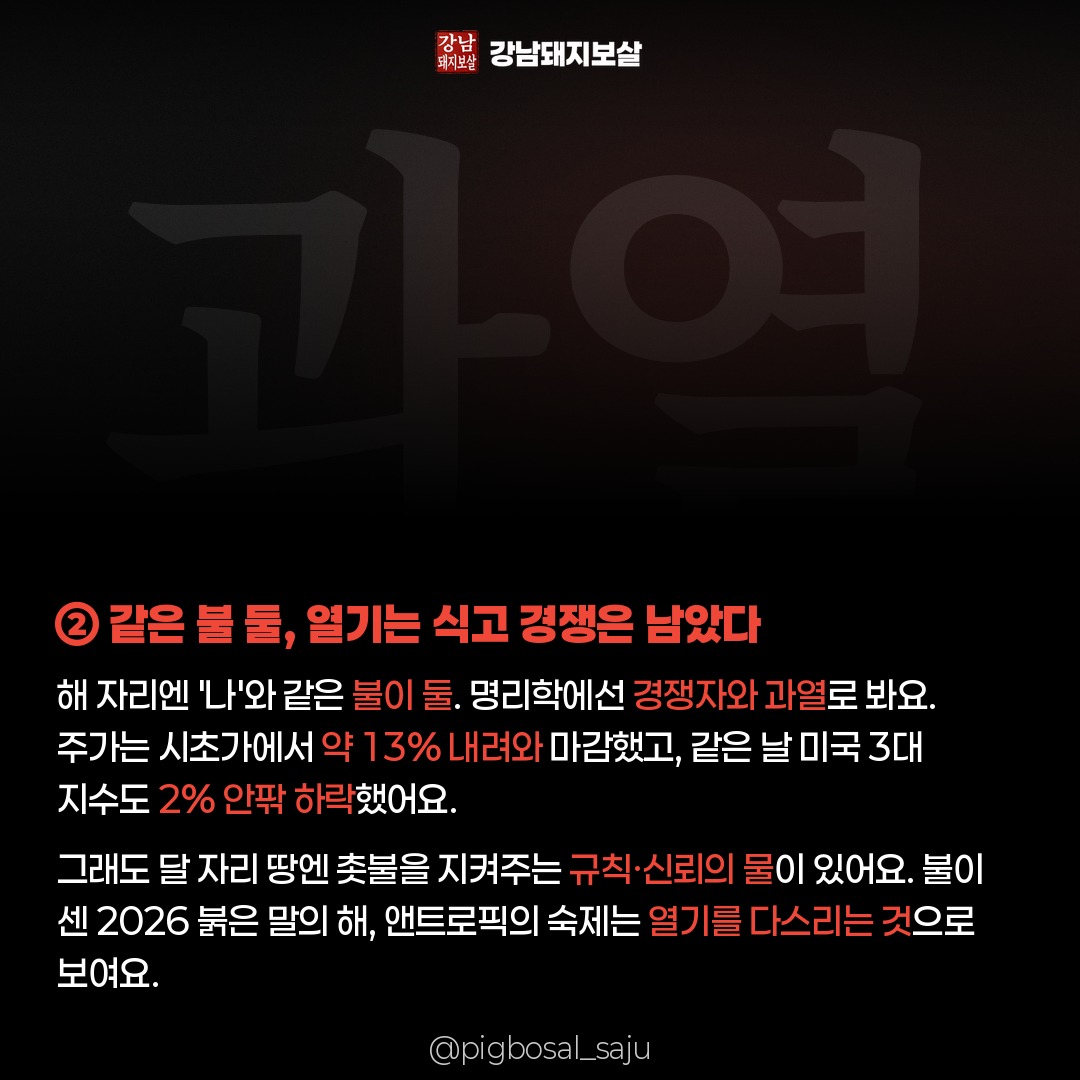 강남
돼지보살
강남돼지보살
과열
② 같은 불 둘, 열기는 식고 경쟁은 남았다
해 자리엔 '나'와 같은 불이 둘. 명리학에선 경쟁자와 과열로 봐요.
주가는 시초가에서 약 13% 내려와 마감했고, 같은 날 미국 3대
지수도 2% 안팎 하락했어요.
그래도 달 자리 땅엔 촛불을 지켜주는 규칙·신뢰의 물이 있어요. 불이
센 2026 붉은 말의 해, 앤트로픽의 숙제는 열기를 다스리는 것으로
보여요.
@pigbosal_saju